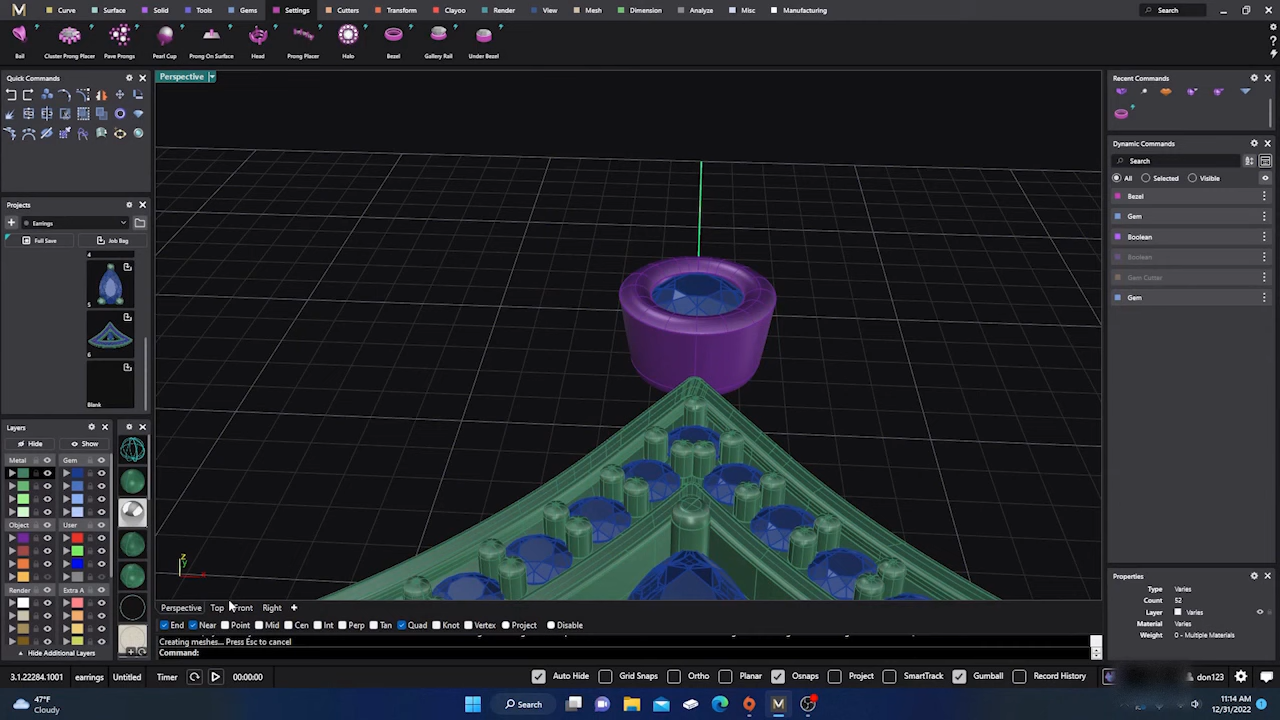 Curve Surface Solid Tools Gems Settings Cutters Transform Clayoo Render View Mesh Dimension Analyze Misc Manufacturing Search
Bail Cluster Prong Placer Pave Prongs Pearl Cup Prong On Surface Head Prong Placer Halo Bezel Gallery Rail Under Bezel
Quick Commands
Perspective
Recent Commands
Dynamic Commands
Search
All Selected Visible
Bezel
Gem
Boolean
Boolean
Gem Cutter
Gem
Projects
Earrings
Full Save Job Bag
4
5
6
Blank
Layers
Hide Show
Metal Gem
Object User
Render Extra A
Hide Additional Layers
z
y
Perspective Top Front Right
End Near Point Mid Cen Int Perp Tan Quad Knot Vertex Project Disable
Creating meshes... Press Esc to cancel
Command:
Properties
Type Varies
Count 52
Layer Varies
Material Varies
Weight 0 - Multiple Materials
3.1.22284.1001 earrings Untitled Timer 00:00:00 Auto Hide Grid Snaps Ortho Planar Osnaps Project SmartTrack Gumball Record History don123
47°F
Cloudy
Search
11:14 AM
12/31/2022